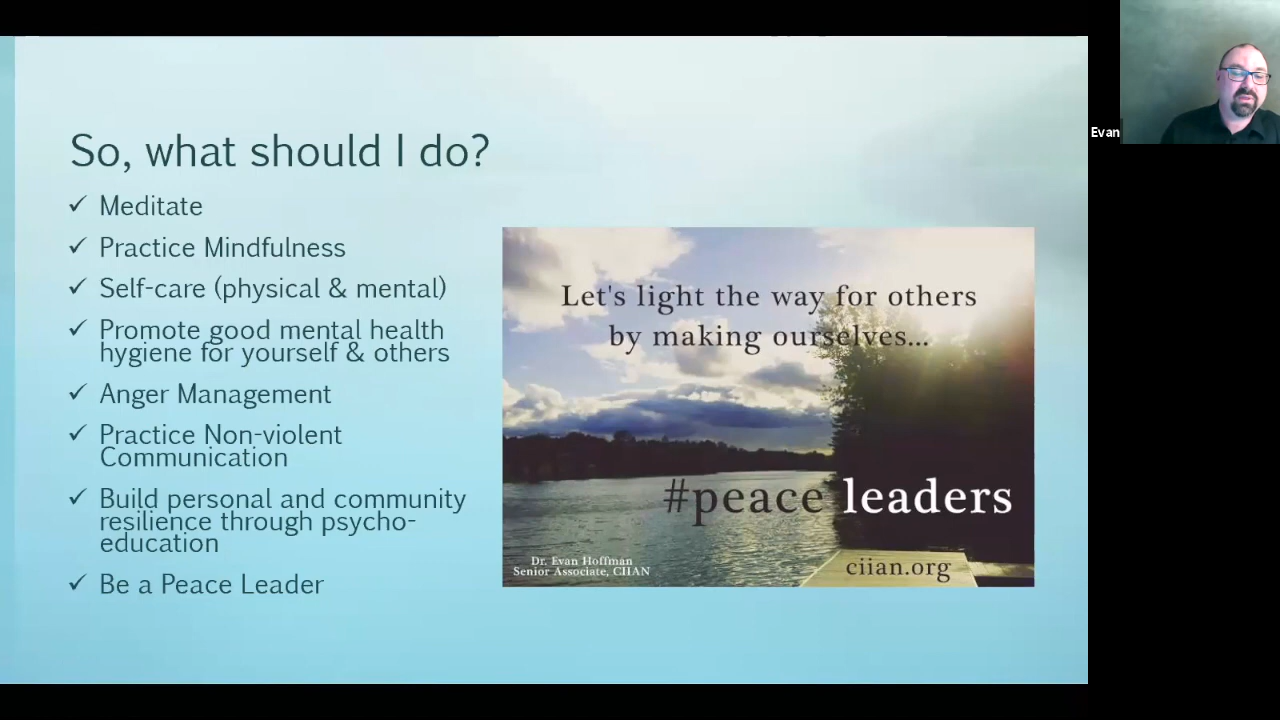 So, what should I do?
✓ Meditate
✓ Practice Mindfulness
✓ Self-care (physical & mental)
✓ Promote good mental health
hygiene for yourself & others
✓ Anger Management
✓ Practice Non-violent
Communication
✓ Build personal and community
resilience through psycho-
education
✓ Be a Peace Leader
Let's light the way for others
by making ourselves...
#peace leaders
Dr. Evan Hoffman
Senior Associate, CIIAN
ciian.org
Evan